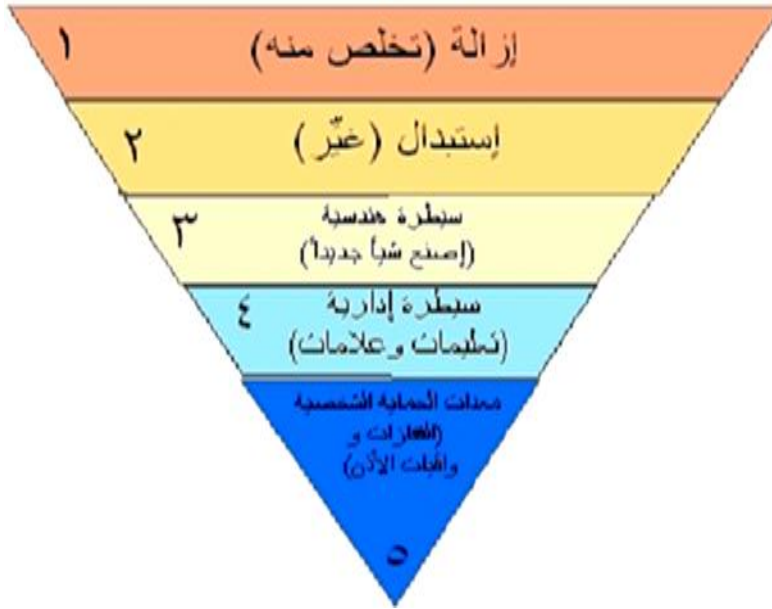 ١ إزالة (تخلص منه)
٢ إستبدال (غيِّر)
٣ سيطرة هندسية
(إصنع شيأ جديداً)
٤ سيطرة إدارية
(تعليمات وعلامات)
معدات الحماية الشخصية
(القفازات و
واقيات الأذن)
٥